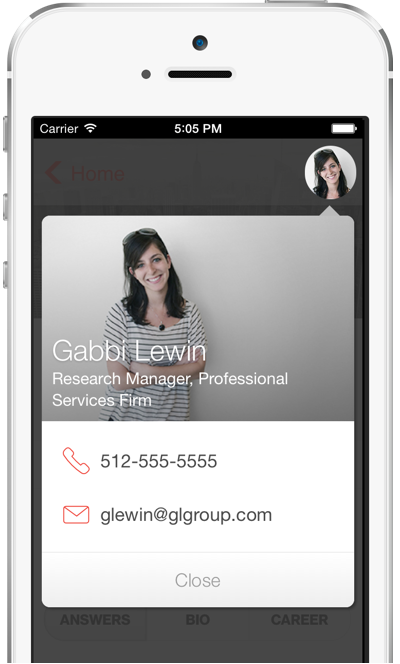 Carrier 5:05 PM
Home
Gabbi Lewin
Research Manager, Professional
Services Firm
512-555-5555
glewin@glgroup.com
Close
ANSWERS BIO CAREER